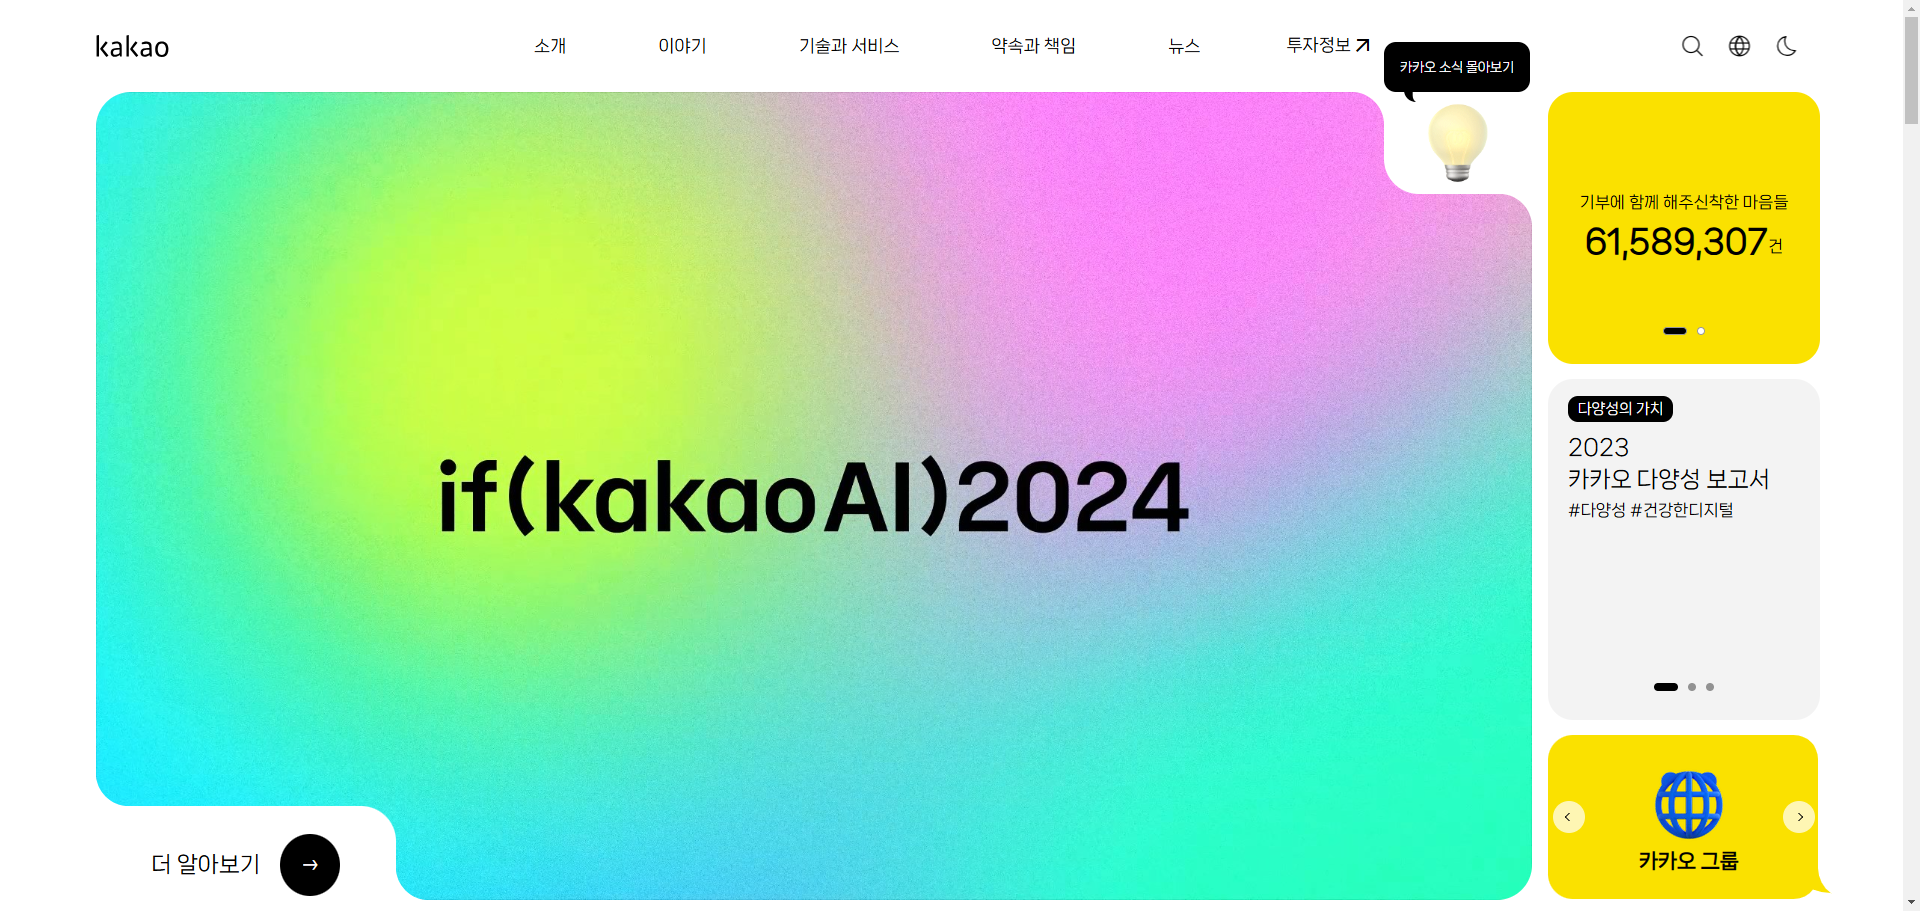 kakao
소개
이야기
기술과 서비스
약속과 책임
뉴스
투자정보
카카오 소식 몰아보기
if(kakaoAI)2024
더 알아보기
기부에 함께 해주신착한 마음들
61,589,307건
다양성의 가치
2023
카카오 다양성 보고서
#다양성 #건강한디지털
카카오 그룹